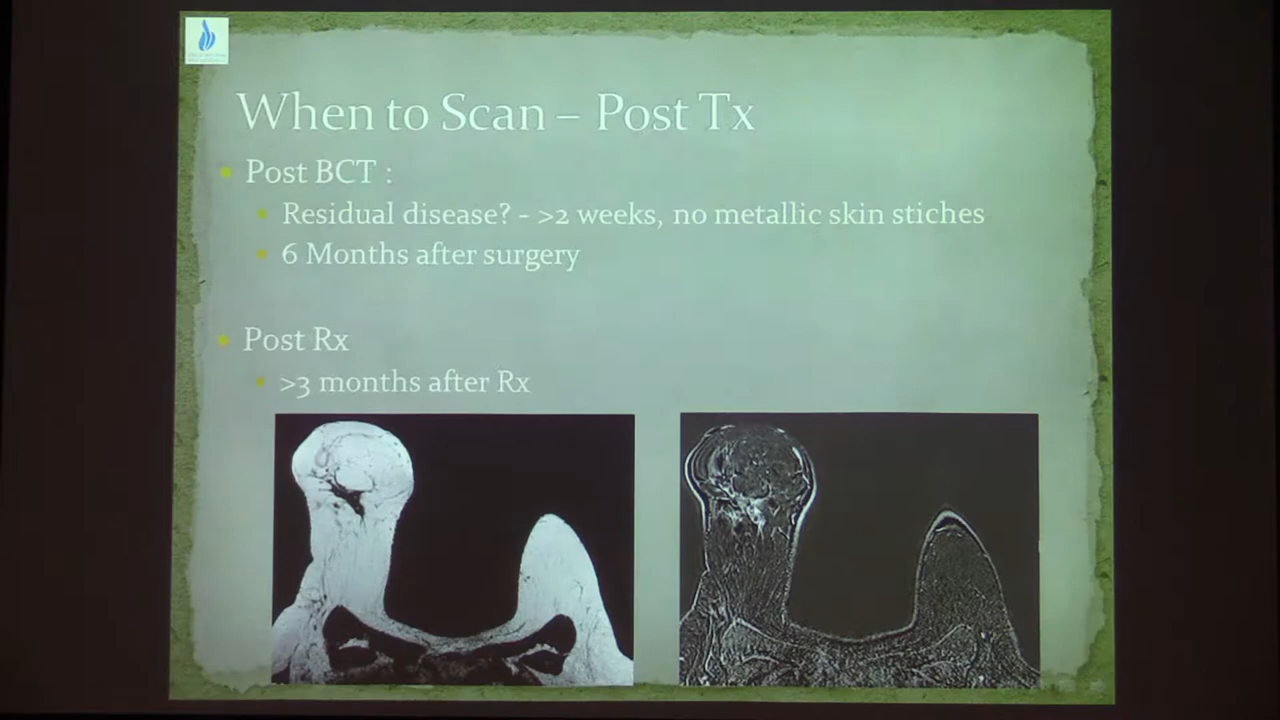 When to Scan – Post Tx
Post BCT :
Residual disease? - >2 weeks, no metallic skin stiches
6 Months after surgery
Post Rx
>3 months after Rx